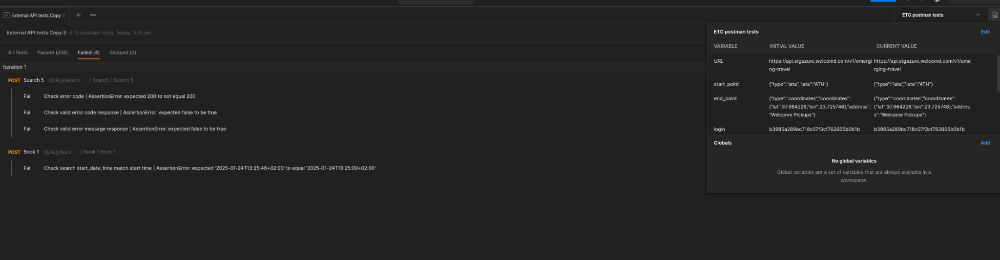 External API tests Copy 3
ETG postman tests
External API tests Copy 3 ETG postman tests, Today, 3:25 pm
All Tests Passed (206) Failed (4) Skipped (0)
Iteration 1
POST Search 5 {{URL}}/search / Search / Search 5
Fail Check error code | AssertionError: expected 200 to not equal 200
Fail Check valid error code response | AssertionError: expected false to be true
Fail Check valid error message response | AssertionError: expected false to be true
POST Book 1 {{URL}}/book / Book / Book 1
Fail Check search start_date_time match start time | AssertionError: expected '2025-01-24T13:25:48+02:00' to equal '2025-01-24T13:25:00+02:00'
ETG postman tests Edit
VARIABLE INITIAL VALUE CURRENT VALUE
URL https://api.stgazure.welcomd.com/v1/emergi https://api.stgazure.welcomd.com/v1/eme
ng-travel rging-travel
start_point {"type":"iata","iata":"ATH"} {"type":"iata","iata":"ATH"}
end_point {"type":"coordinates","coordinates": {"type":"coordinates","coordinates":
{"lat":37.964228,"lon":23.725746},"address": {"lat":37.964228,"lon":23.725746},"addres
"Welcome Pickups"} s":"Welcome Pickups"}
login b3985a289bc718c07f3cf762605b0b1b b3985a289bc718c07f3cf762605b0b1b
Globals Add
No global variables
Global variables are a set of variables that are always available in a
workspace.